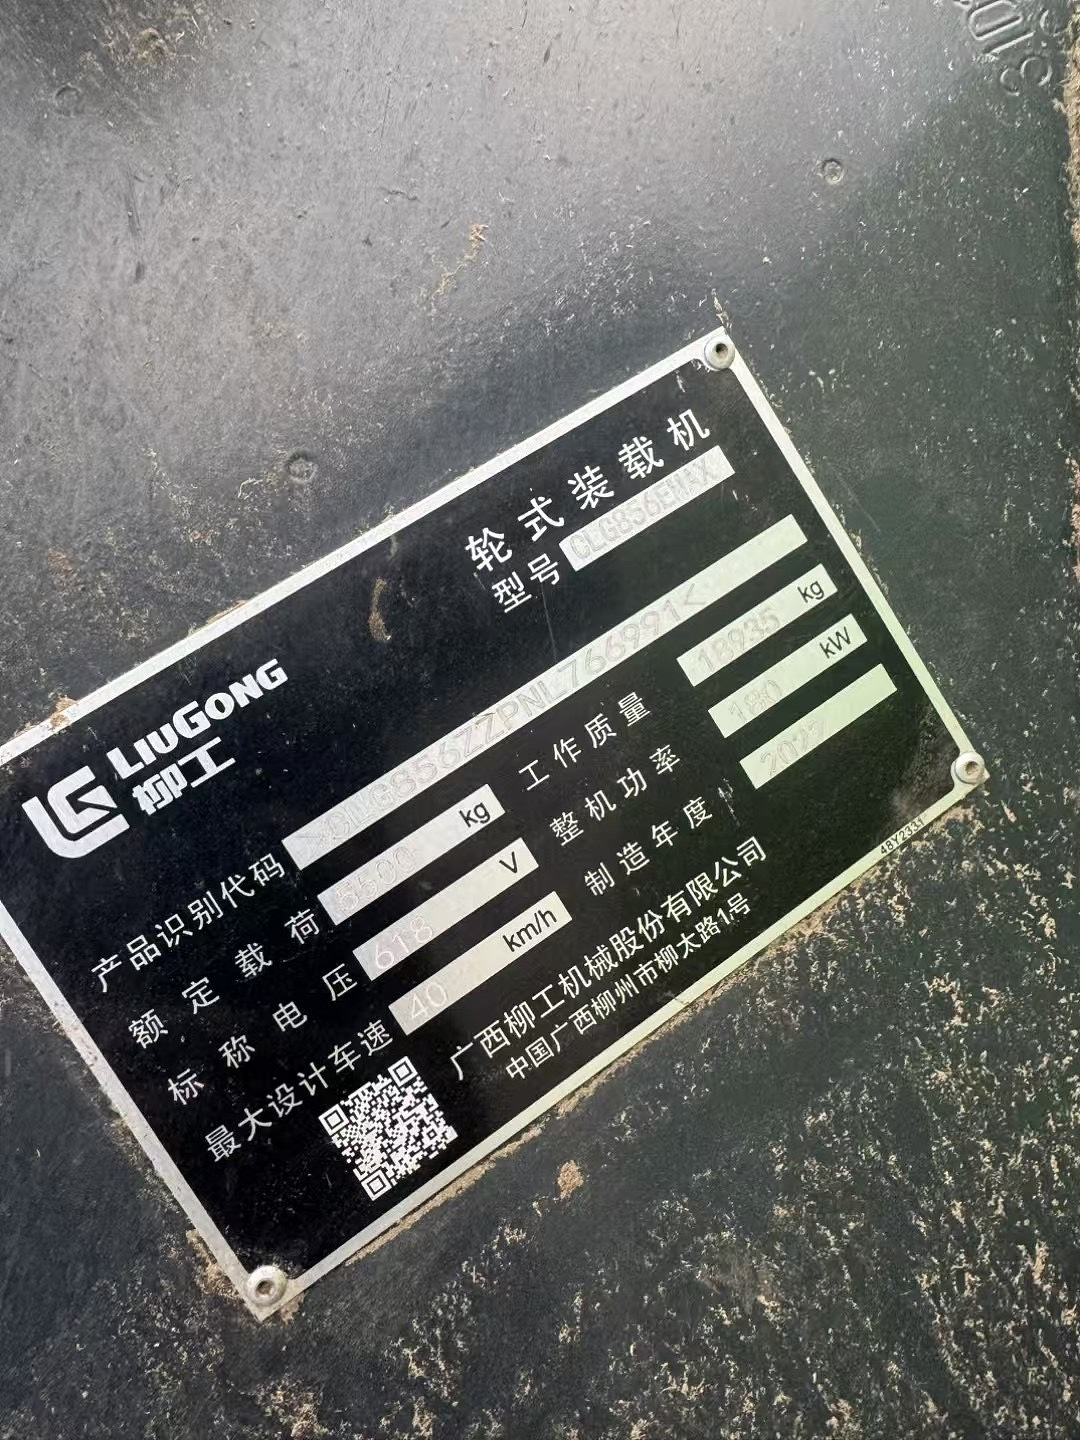 310
LIUGONG
柳工
轮式装载机
型号 CLG856EMAX
产品识别代码 >CLG856ZZPNL766991<
额定载荷 5500 kg 工作质量 18935 kg
标称电压 618 V 整机功率 180 kW
最大设计车速 40 km/h 制造年度 2022
广西柳工机械股份有限公司
中国广西柳州市柳太路1号
48Y2331